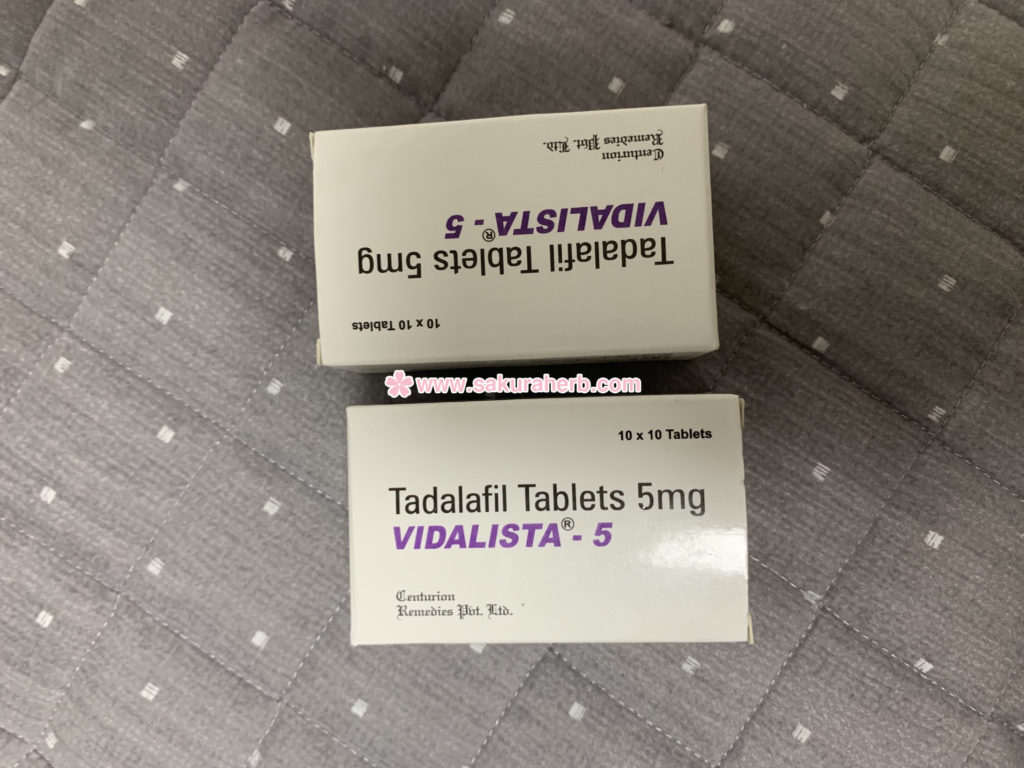 Centurion
Remedies Pvt. Ltd.
VIDALISTA® - 5
Tadalafil Tablets 5mg
10 x 10 Tablets
www.sakuraherb.com
10 x 10 Tablets
Tadalafil Tablets 5mg
VIDALISTA® - 5
Centurion
Remedies Pvt. Ltd.